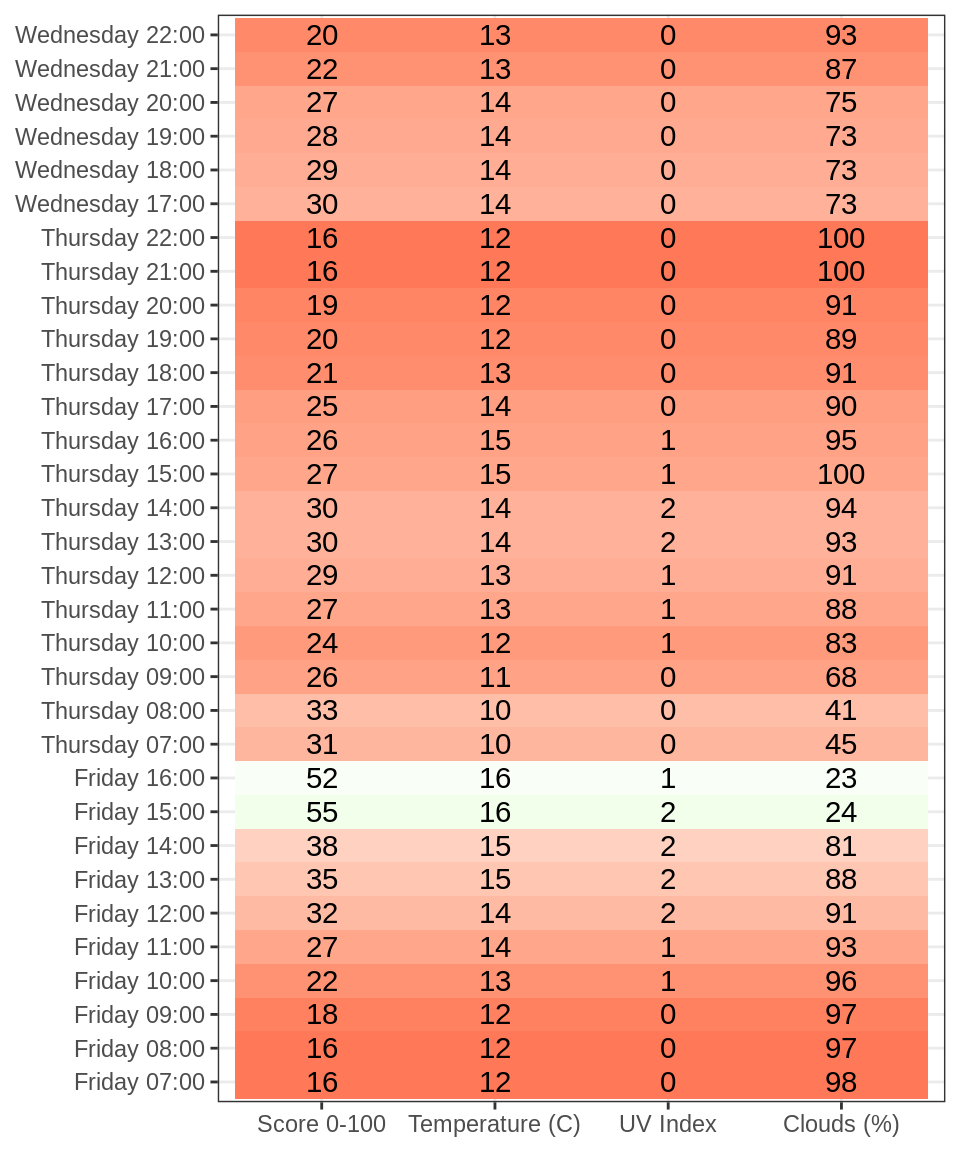 Wednesday 22:00 20 13 0 93
Wednesday 21:00 22 13 0 87
Wednesday 20:00 27 14 0 75
Wednesday 19:00 28 14 0 73
Wednesday 18:00 29 14 0 73
Wednesday 17:00 30 14 0 73
Thursday 22:00 16 12 0 100
Thursday 21:00 16 12 0 100
Thursday 20:00 19 12 0 91
Thursday 19:00 20 12 0 89
Thursday 18:00 21 13 0 91
Thursday 17:00 25 14 0 90
Thursday 16:00 26 15 1 95
Thursday 15:00 27 15 1 100
Thursday 14:00 30 14 2 94
Thursday 13:00 30 14 2 93
Thursday 12:00 29 13 1 91
Thursday 11:00 27 13 1 88
Thursday 10:00 24 12 1 83
Thursday 09:00 26 11 0 68
Thursday 08:00 33 10 0 41
Thursday 07:00 31 10 0 45
Friday 16:00 52 16 1 23
Friday 15:00 55 16 2 24
Friday 14:00 38 15 2 81
Friday 13:00 35 15 2 88
Friday 12:00 32 14 2 91
Friday 11:00 27 14 1 93
Friday 10:00 22 13 1 96
Friday 09:00 18 12 0 97
Friday 08:00 16 12 0 97
Friday 07:00 16 12 0 98
Score 0-100 Temperature (C) UV Index Clouds (%)